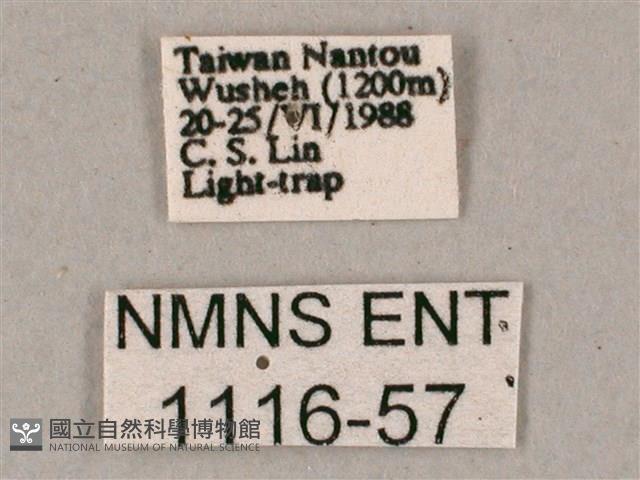 Taiwan Nantou
Wusheh (1200m)
20-25/VI/1988
C. S. Lin
Light-trap
NMNS ENT
1116-57
國立自然科學博物館
NATIONAL MUSEUM OF NATURAL SCIENCE